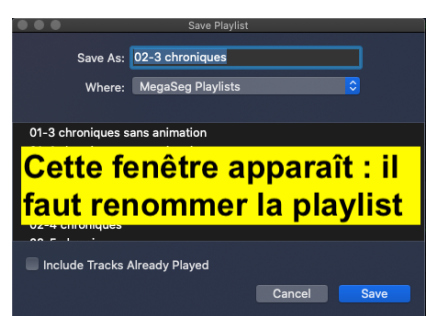 Save Playlist
Save As: 02-3 chroniques
Where: MegaSeg Playlists
01-3 chroniques sans animation
Cette fenêtre apparaît : il
faut renommer la playlist
02-4 chroniques
Include Tracks Already Played
Cancel Save